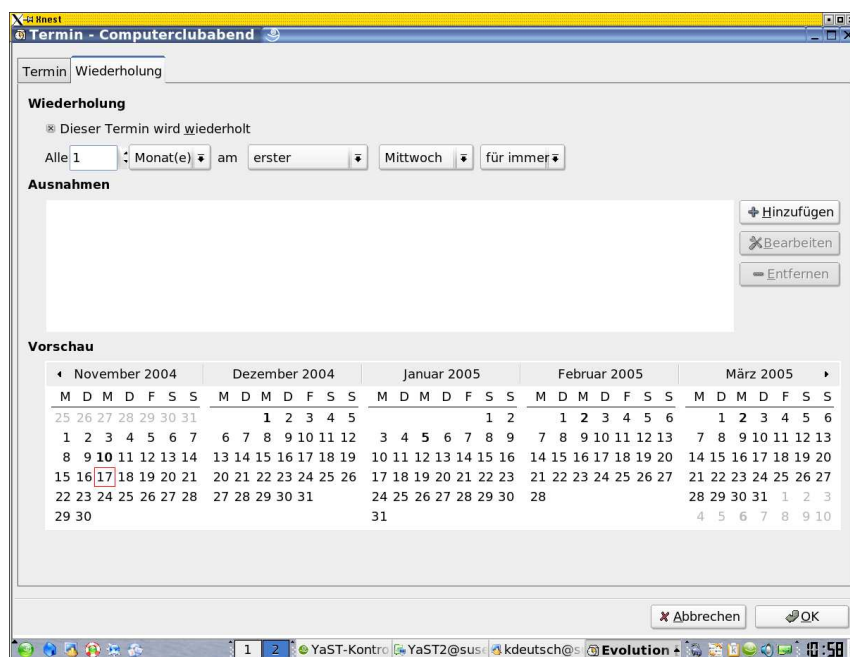 Xnest
Termin - Computerclubabend
Termin Wiederholung
Wiederholung
Dieser Termin wird wiederholt
Alle 1 Monat(e) am erster Mittwoch für immer
Ausnahmen
Hinzufügen
Bearbeiten
Entfernen
Vorschau
November 2004 Dezember 2004 Januar 2005 Februar 2005 März 2005
M D M D F S S M D M D F S S M D M D F S S M D M D F S S M D M D F S S
25 26 27 28 29 30 31 1 2 3 4 5 1 2 1 2 3 4 5 6 1 2 3 4 5 6
1 2 3 4 5 6 7 6 7 8 9 10 11 12 3 4 5 6 7 8 9 7 8 9 10 11 12 13 7 8 9 10 11 12 13
8 9 10 11 12 13 14 13 14 15 16 17 18 19 10 11 12 13 14 15 16 14 15 16 17 18 19 20 14 15 16 17 18 19 20
15 16 17 18 19 20 21 20 21 22 23 24 25 26 17 18 19 20 21 22 23 21 22 23 24 25 26 27 21 22 23 24 25 26 27
22 23 24 25 26 27 28 27 28 29 30 31 24 25 26 27 28 29 30 28 28 29 30 31 1 2 3
29 30 31 4 5 6 7 8 9 10
Abbrechen OK
1 2 YaST-Kontro YaST2@suse kdeutsch@s Evolution :58